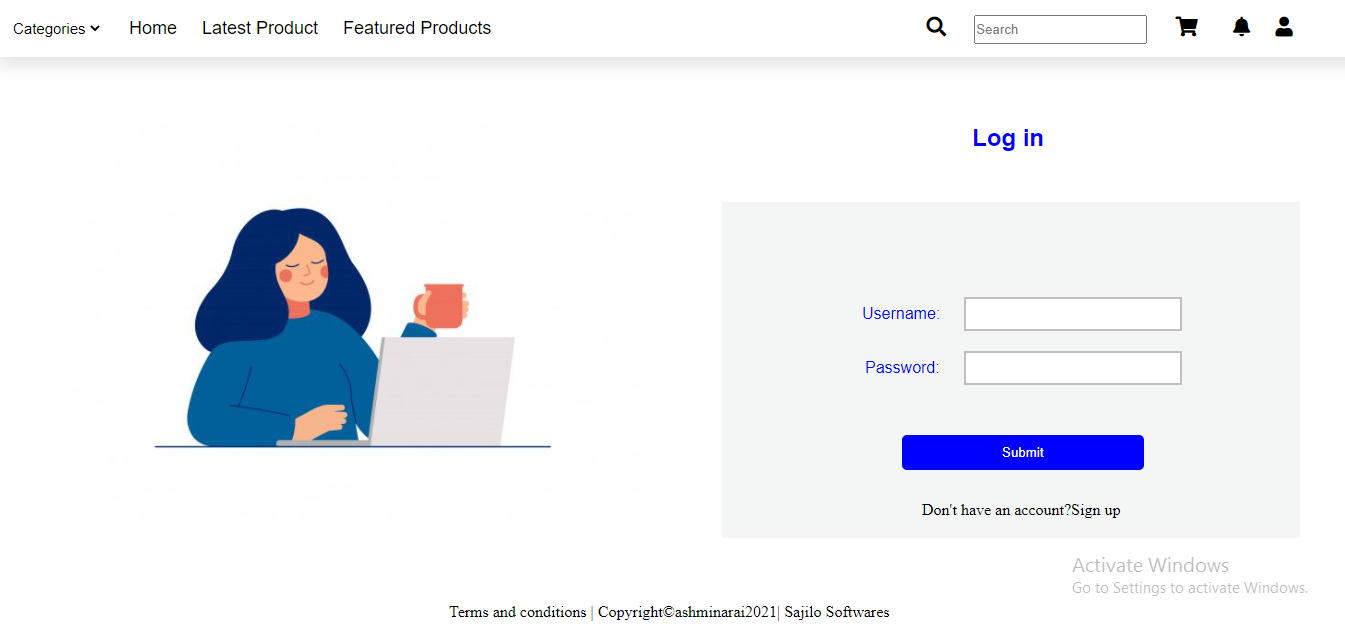 Categories Home Latest Product Featured Products Search
Log in
Username:
Password:
Submit
Don't have an account?Sign up
Activate Windows
Go to Settings to activate Windows.
Terms and conditions | Copyright©ashminarai2021| Sajilo Softwares